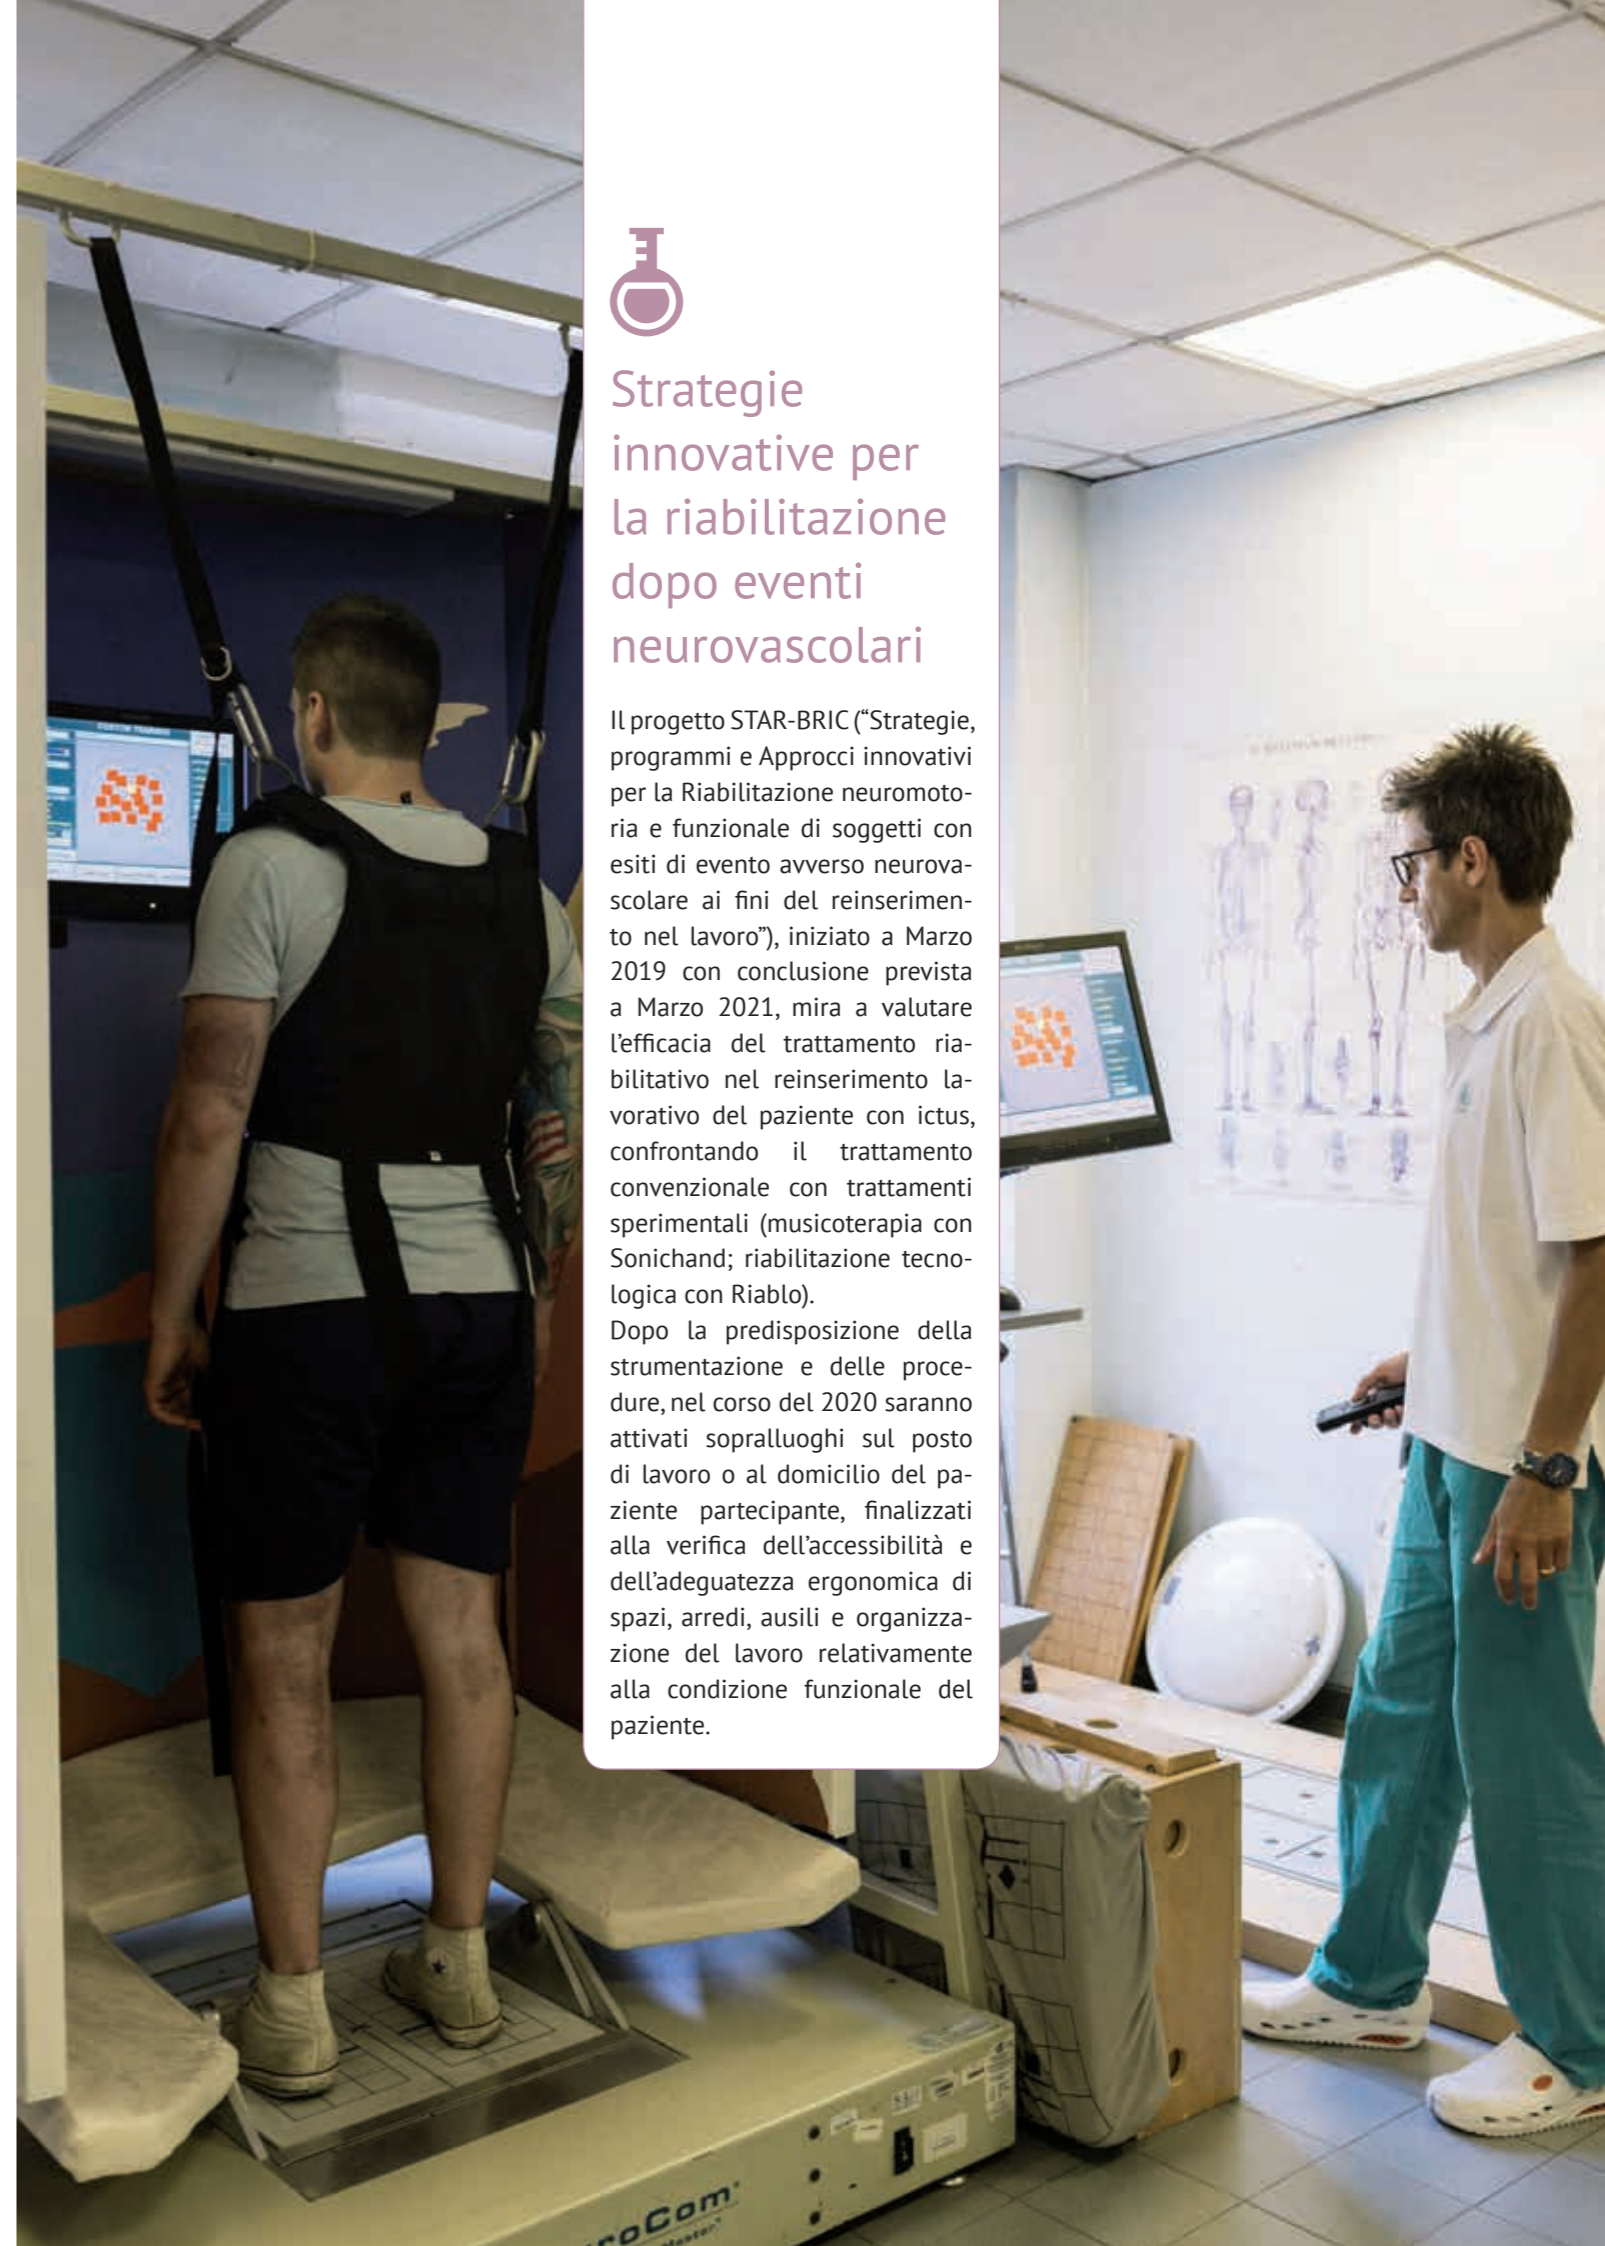 Strategie
innovative per
la riabilitazione
dopo eventi
neurovascolari
Il progetto STAR-BRIC (“Strategie,
programmi e Approcci innovativi
per la Riabilitazione neuromoto-
ria e funzionale di soggetti con
esiti di evento avverso neurova-
scolare ai fini del reinserimen-
to nel lavoro”), iniziato a Marzo
2019 con conclusione prevista
a Marzo 2021, mira a valutare
l’efficacia del trattamento ria-
bilitativo nel reinserimento la-
vorativo del paziente con ictus,
confrontando il trattamento
convenzionale con trattamenti
sperimentali (musicoterapia con
Sonichand; riabilitazione tecno-
logica con Riablo).
Dopo la predisposizione della
strumentazione e delle proce-
dure, nel corso del 2020 saranno
attivati sopralluoghi sul posto
di lavoro o al domicilio del pa-
ziente partecipante, finalizzati
alla verifica dell’accessibilità e
dell’adeguatezza ergonomica di
spazi, arredi, ausili e organizza-
zione del lavoro relativamente
alla condizione funzionale del
paziente.
roCom